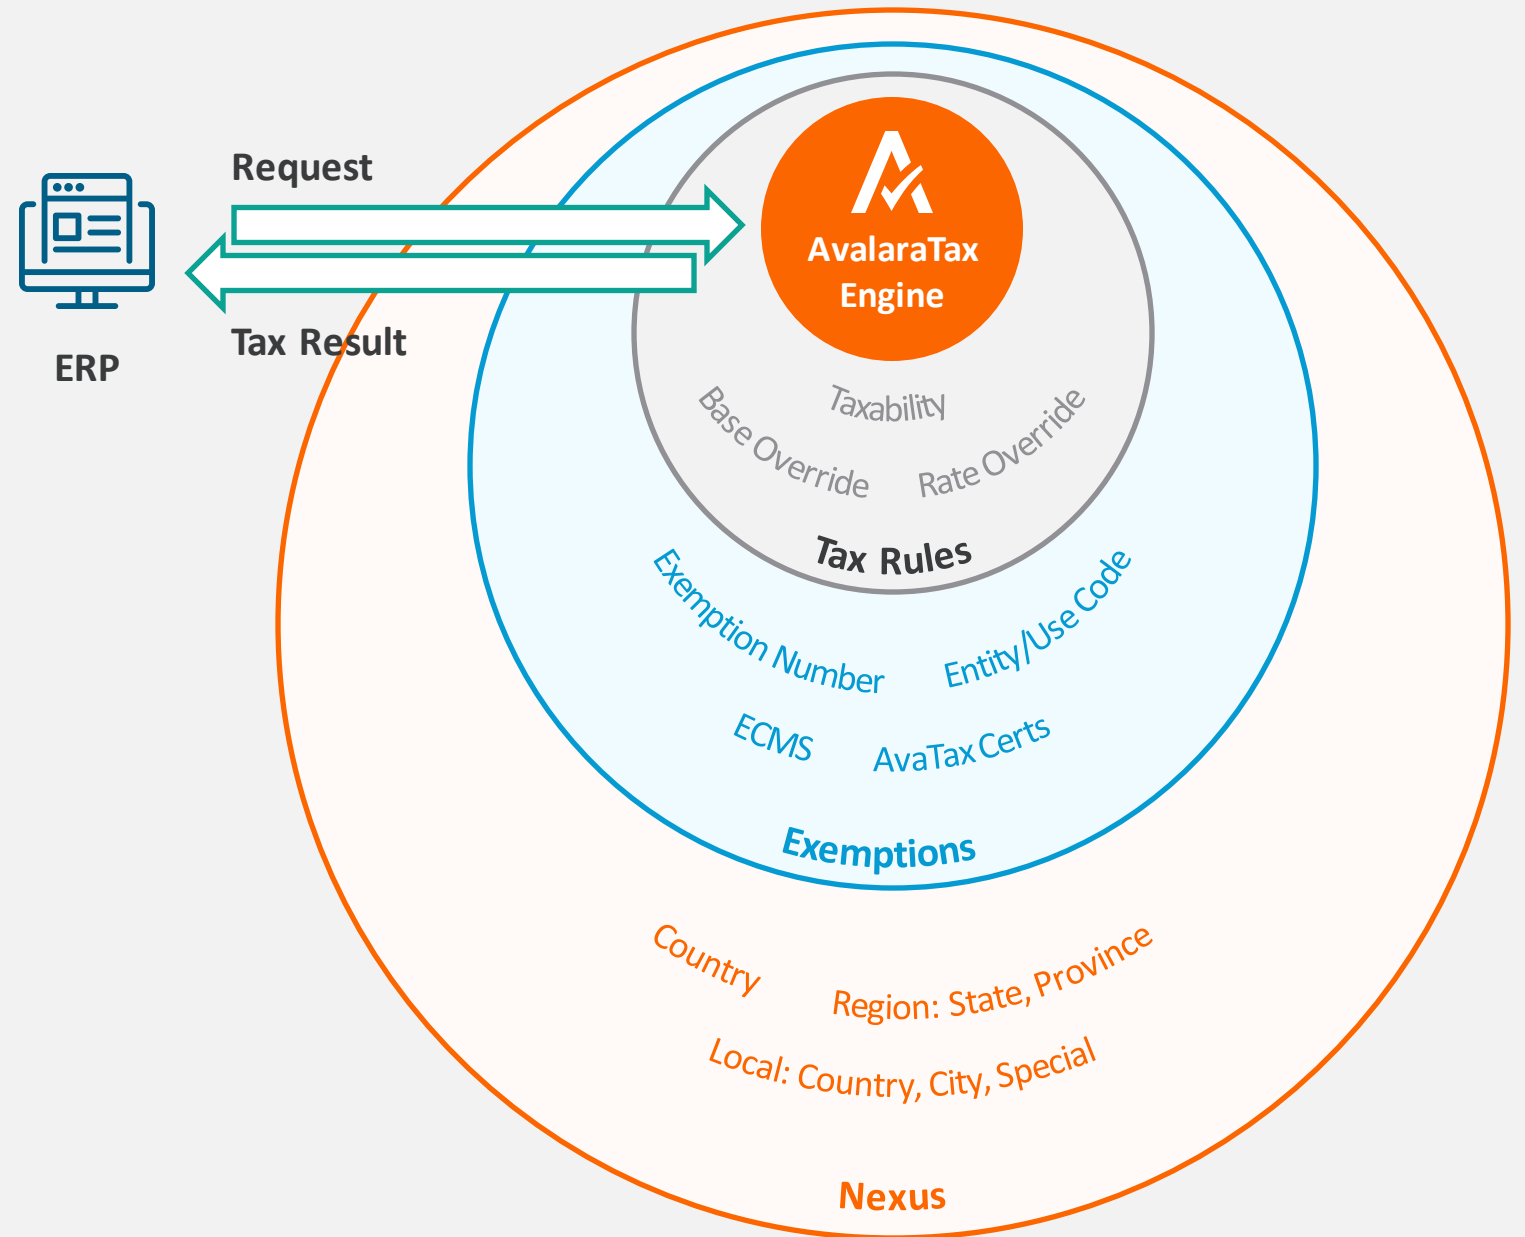 Request
AvalaraTax
Engine
Tax Result
ERP
Taxability
Base Override
Rate Override
Tax Rules
Exemption Number
Entity/Use Code
ECMS
AvaTax Certs
Exemptions
Country
Region: State, Province
Local: Country, City, Special
Nexus